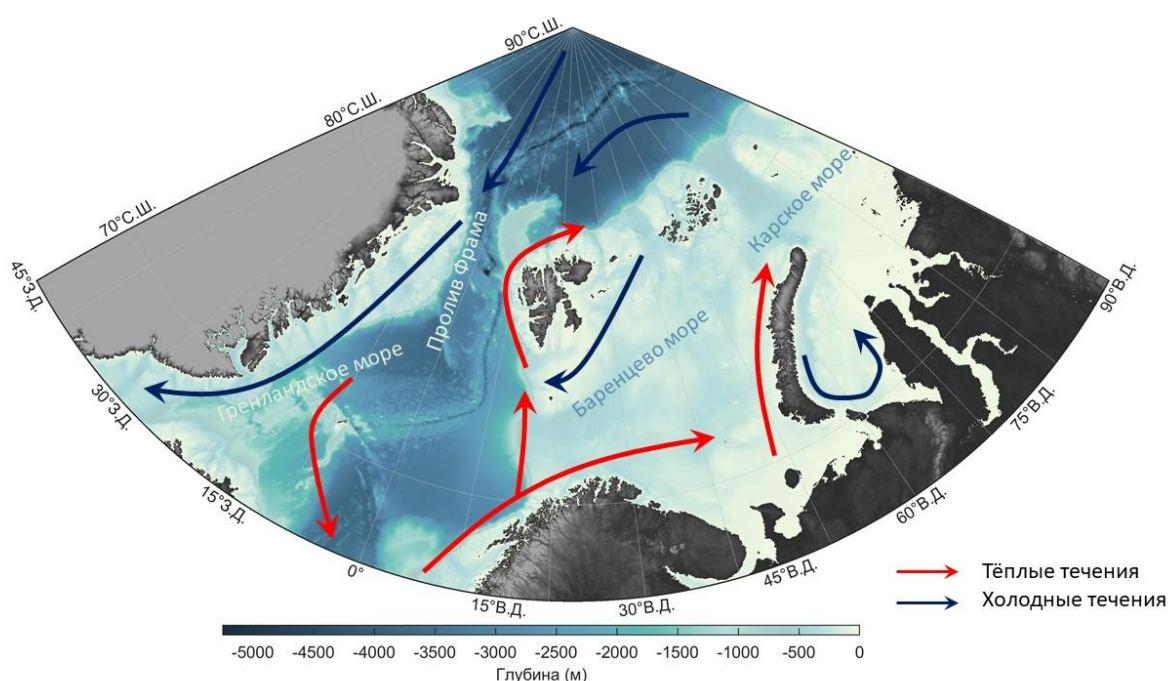 90°С.Ш.
80°С.Ш.
70°С.Ш.
45°З.Д.
30°З.Д.
15°З.Д.
0°
15°В.Д.
30°В.Д.
45°В.Д.
60°В.Д.
75°В.Д.
90°В.Д.
Пролив Фрама
Гренландское море
Баренцево море
Карское море
Тёплые течения
Холодные течения
-5000 -4500 -4000 -3500 -3000 -2500 -2000 -1500 -1000 -500 0
Глубина (м)